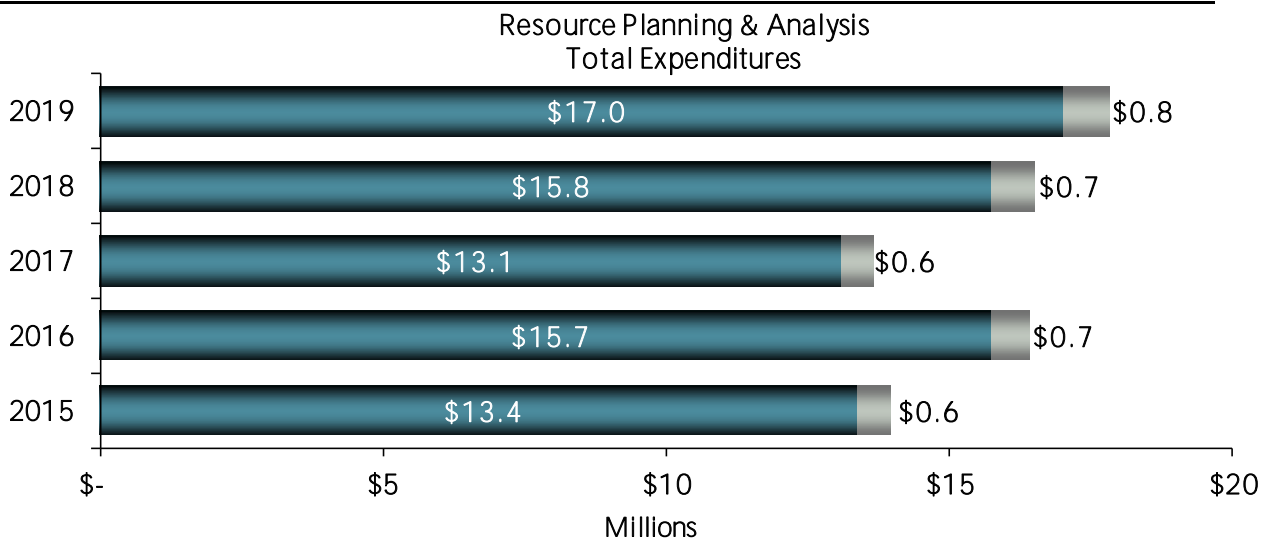 Resource Planning & Analysis
Total Expenditures
2019 $17.0 $0.8
2018 $15.8 $0.7
2017 $13.1 $0.6
2016 $15.7 $0.7
2015 $13.4 $0.6
$- $5 $10 $15 $20
Millions